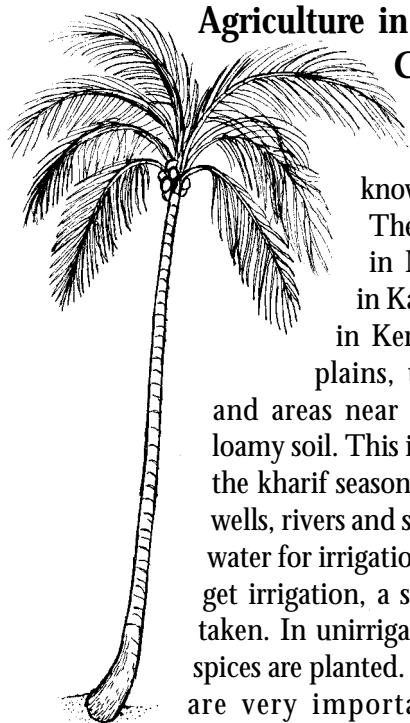 Agriculture in
know
The
in
in Ka
in Ker
plains,
and areas near
loamy soil. This i
the kharif season
wells, rivers and s
water for irrigatio
get irrigation, a s
taken. In unirriga
spices are planted.
are very importa